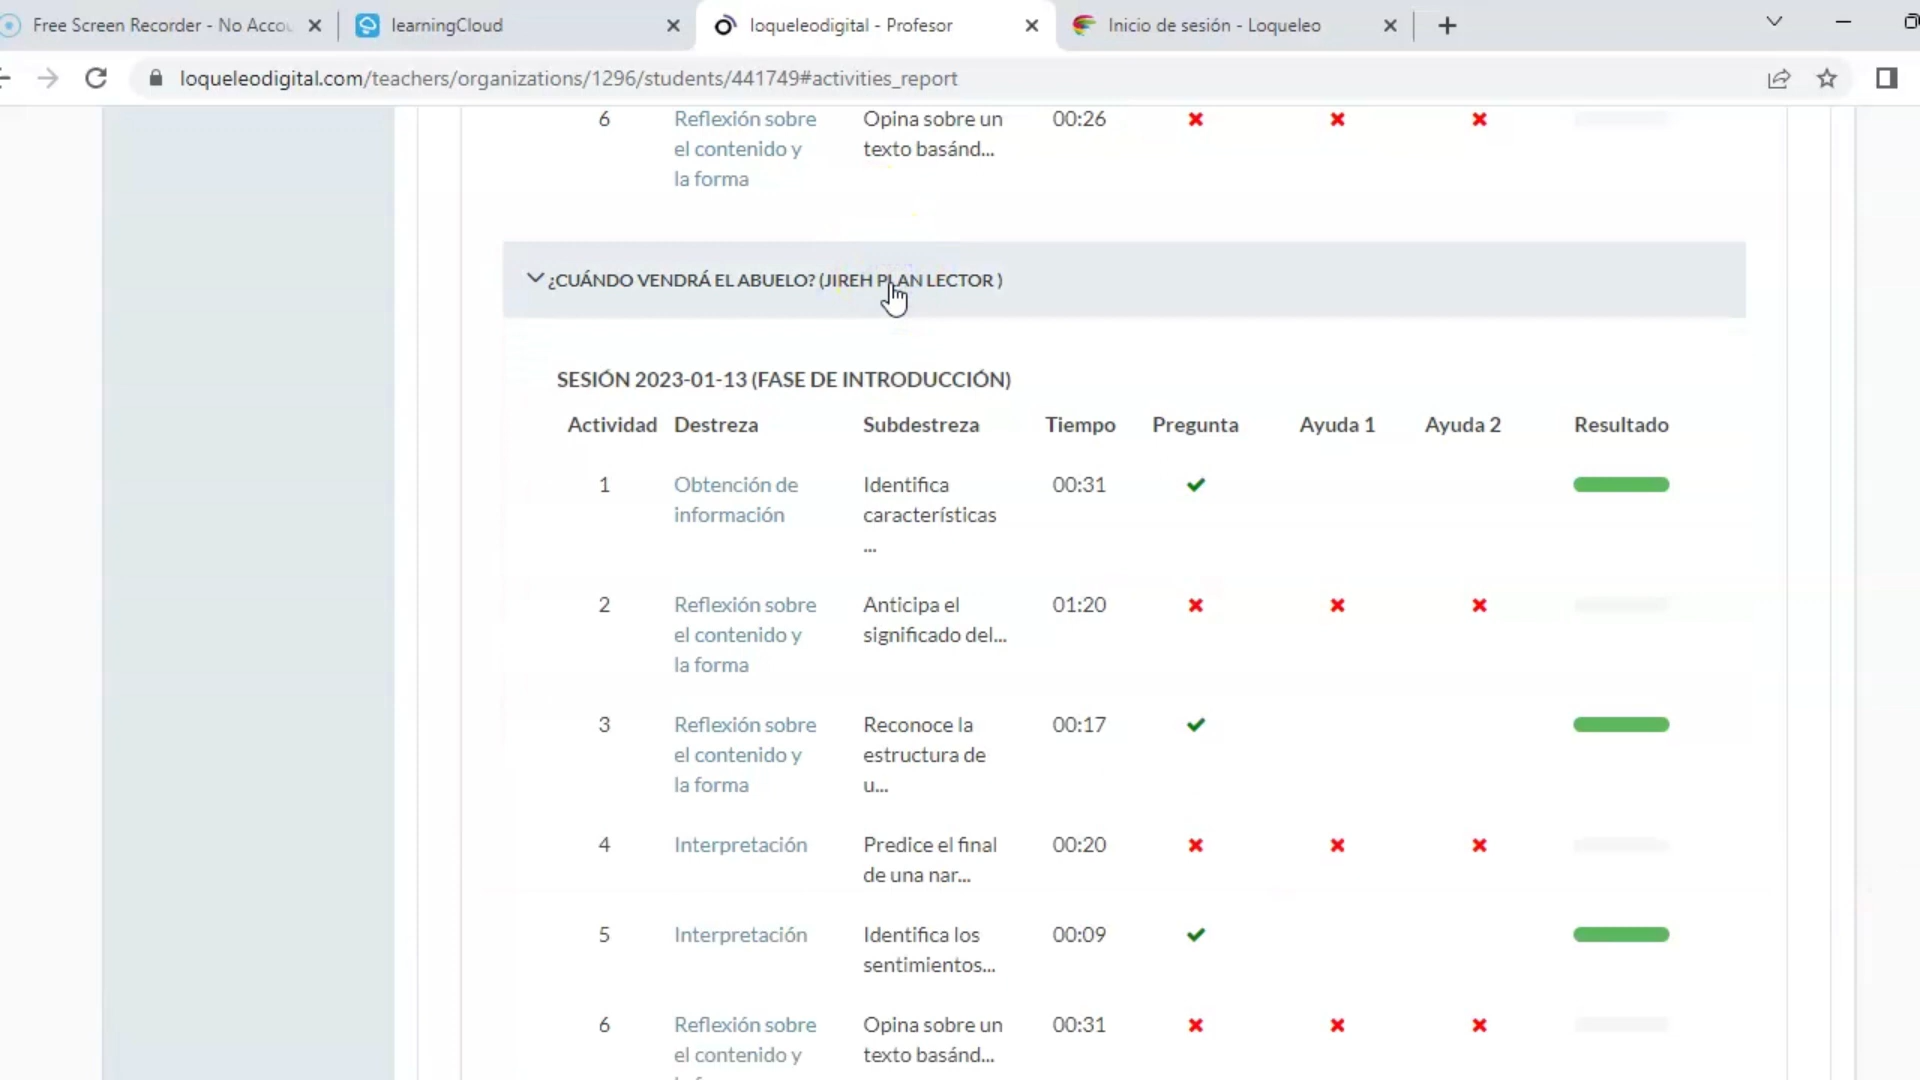 Free Screen Recorder - No Accou
learningCloud
loqueleodigital - Profesor
Inicio de sesión - Loqueleo
loqueleodigital.com/teachers/organizations/1296/students/441749#activities_report
6 Reflexión sobre Opina sobre un 00:26
el contenido y texto basánd...
la forma
¿CUÁNDO VENDRÁ EL ABUELO? (JIREH PLAN LECTOR )
SESIÓN 2023-01-13 (FASE DE INTRODUCCIÓN)
Actividad Destreza Subdestreza Tiempo Pregunta Ayuda 1 Ayuda 2 Resultado
1 Obtención de Identifica 00:31
información características
...
2 Reflexión sobre Anticipa el 01:20
el contenido y significado del...
la forma
3 Reflexión sobre Reconoce la 00:17
el contenido y estructura de
la forma u...
4 Interpretación Predice el final 00:20
de una nar...
5 Interpretación Identifica los 00:09
sentimientos...
6 Reflexión sobre Opina sobre un 00:31
el contenido y texto basánd...